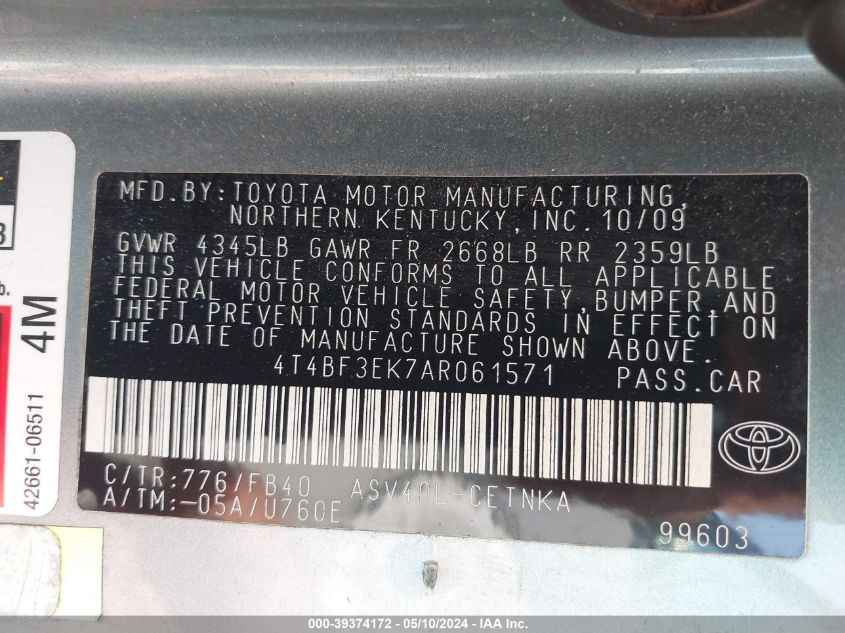 MFD.BY:TOYOTA MOTOR MANUFACTURING,
NORTHERN KENTUCKY,INC.10/09
GVWR 4345LB GAWR FR 2668LB RR 2359LB
THIS VEHICLE CONFORMS TO ALL APPLICABLE
FEDERAL MOTOR VEHICLE SAFETY,BUMPER,AND
THEFT PREVENTION STANDARDS IN EFFECT ON
THE DATE OF MANUFACTURE SHOWN ABOVE.
4T4BF3EK7AR061571 PASS.CAR
C/TR:776/FB40 ASV40L-CETNKA
A/TM:-05A/U760E
99603
4M
42661-06511
000-39374172 — 05/10/2024 — IAA Inc.